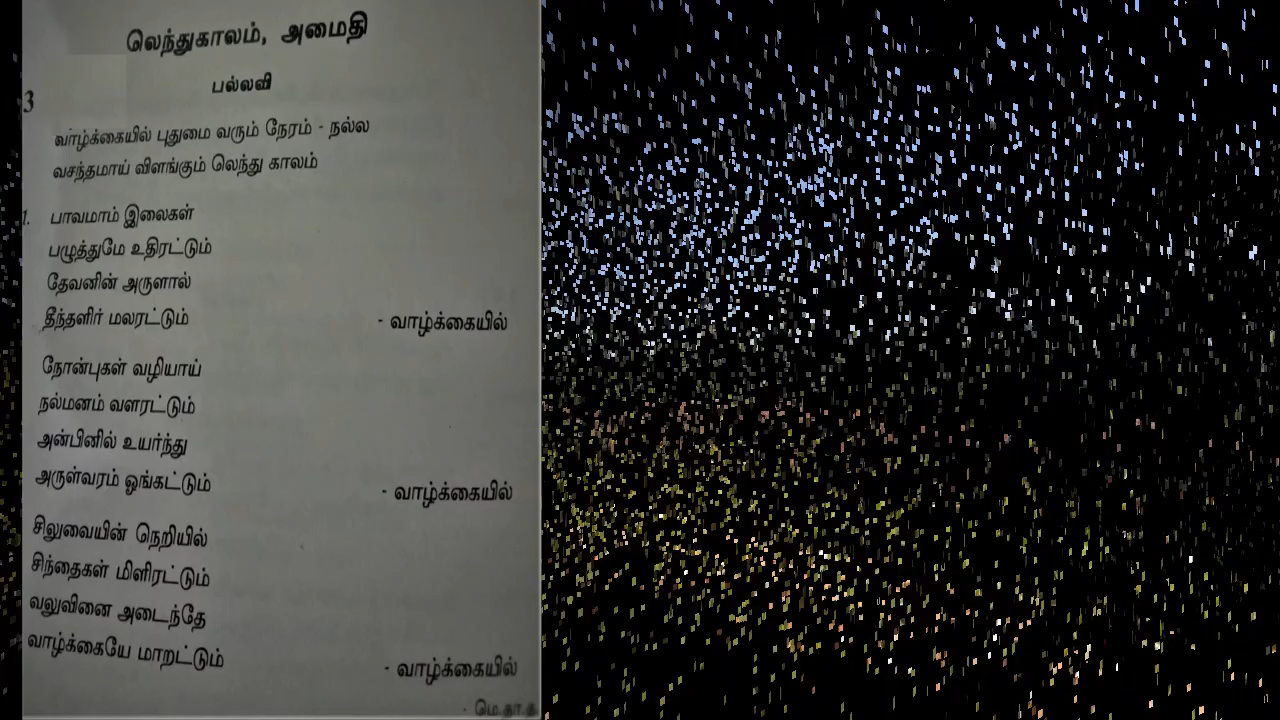 லெந்துகாலம், அமைதி
பல்லவி
3
வாழ்க்கையில் புதுமை வரும் நேரம் - நல்ல
வசந்தமாய் விளங்கும் லெந்து காலம்
1. பாவமாம் இலைகள்
பழுத்துமே உதிரட்டும்
தேவனின் அருளால்
தீந்தளிர் மலரட்டும் - வாழ்க்கையில்
நோன்புகள் வழியாய்
நல்மனம் வளரட்டும்
அன்பினில் உயர்ந்து
அருள்வரம் ஓங்கட்டும் - வாழ்க்கையில்
சிலுவையின் நெறியில்
சிந்தைகள் மிளிரட்டும்
வலுவினை அடைந்தே
வாழ்க்கையே மாறட்டும் - வாழ்க்கையில்
- மெ.தா.த